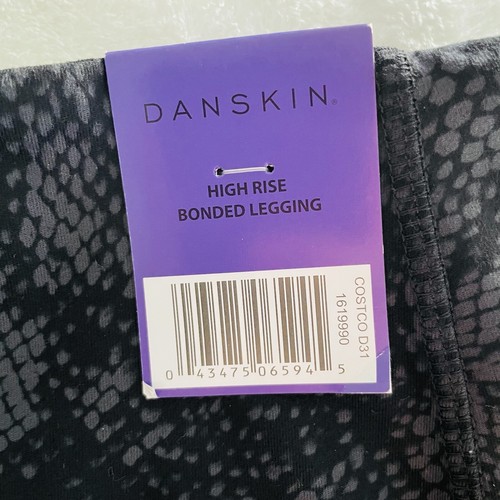 DANSKIN®
HIGH RISE
BONDED LEGGING
COSTCO D31
1619990
0 43475 06594 5